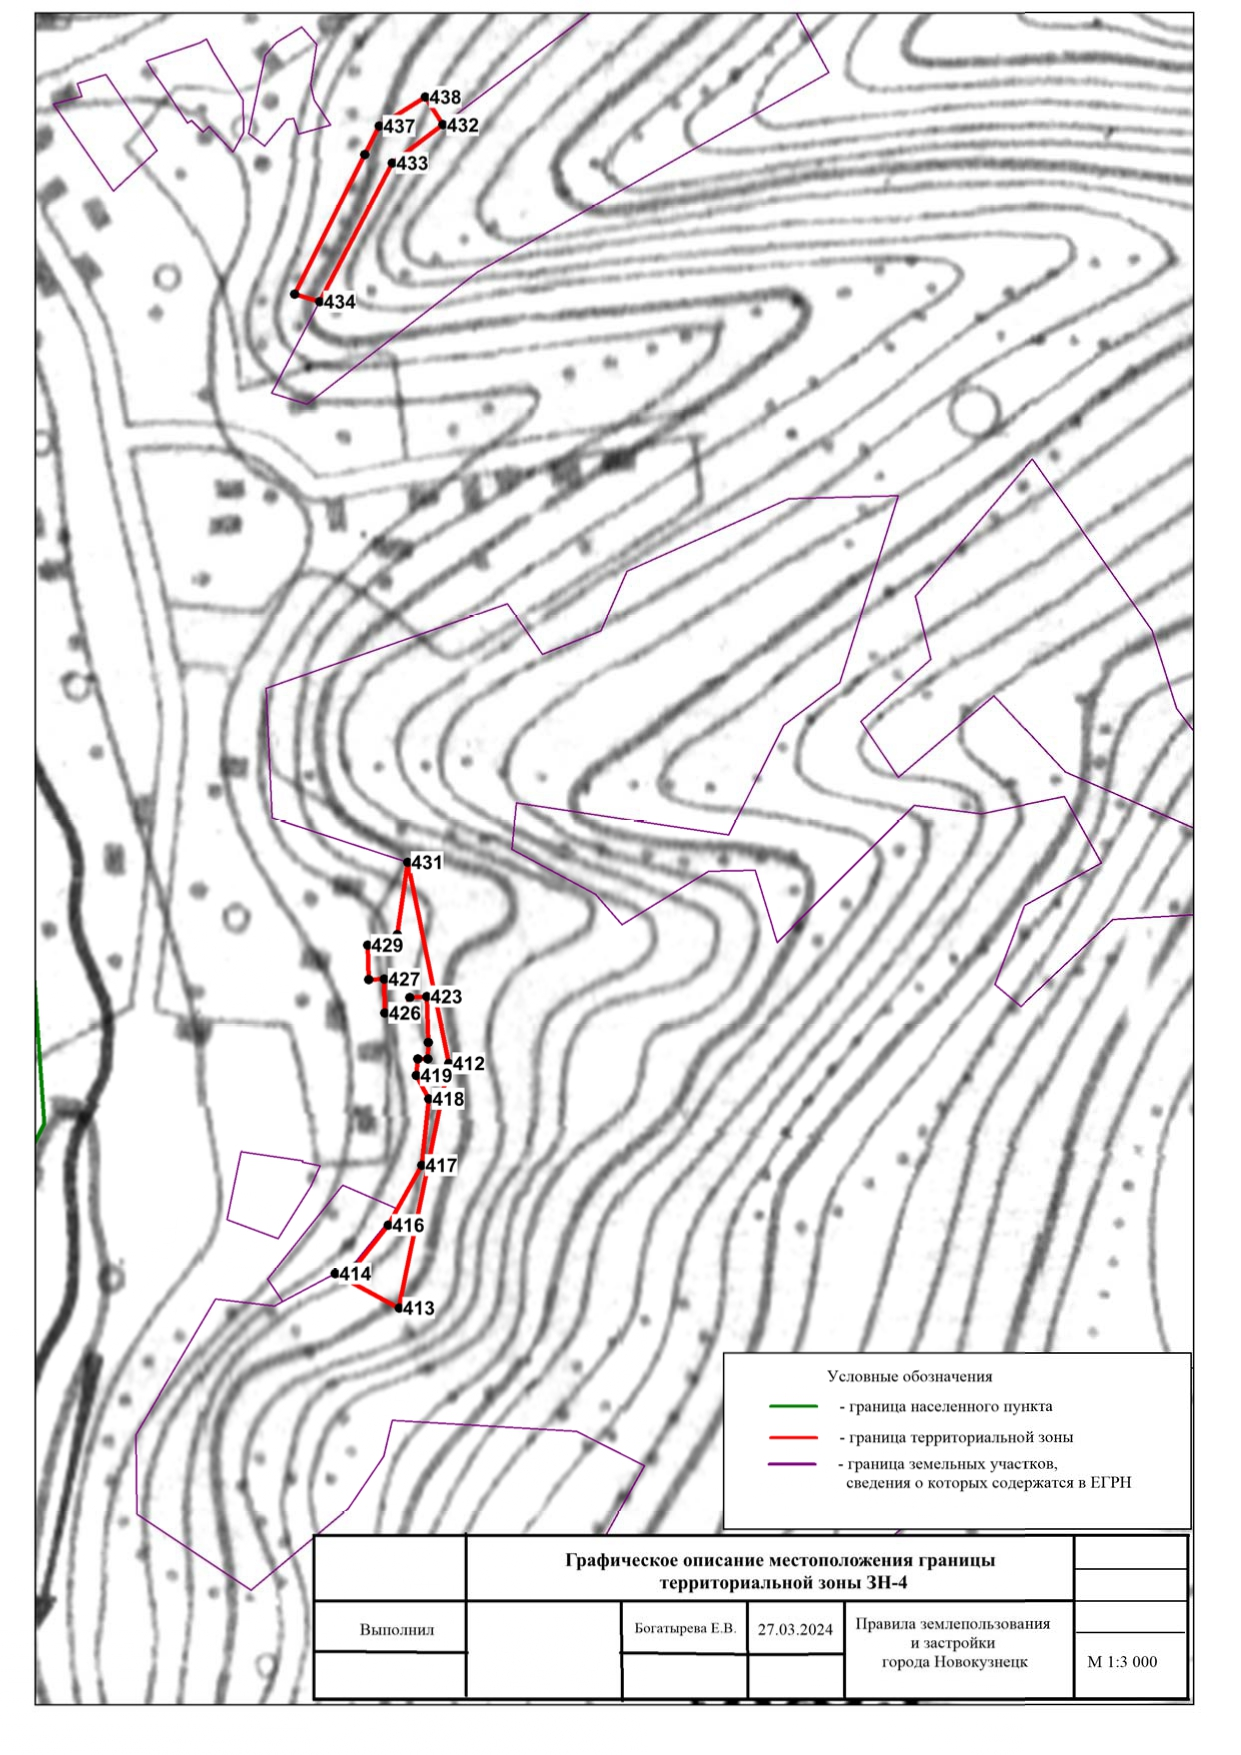 438
437
432
433
434
431
429
427
423
426
412
419
418
417
416
414
413
Условные обозначения
- граница населенного пункта
- граница территориальной зоны
- граница земельных участков,
сведения о которых содержатся в ЕГРН
Графическое описание местоположения границы
территориальной зоны ЗН-4
Выполнил
Богатырева Е.В.
27.03.2024
Правила землепользования
и застройки
города Новокузнецк
М 1:3 000